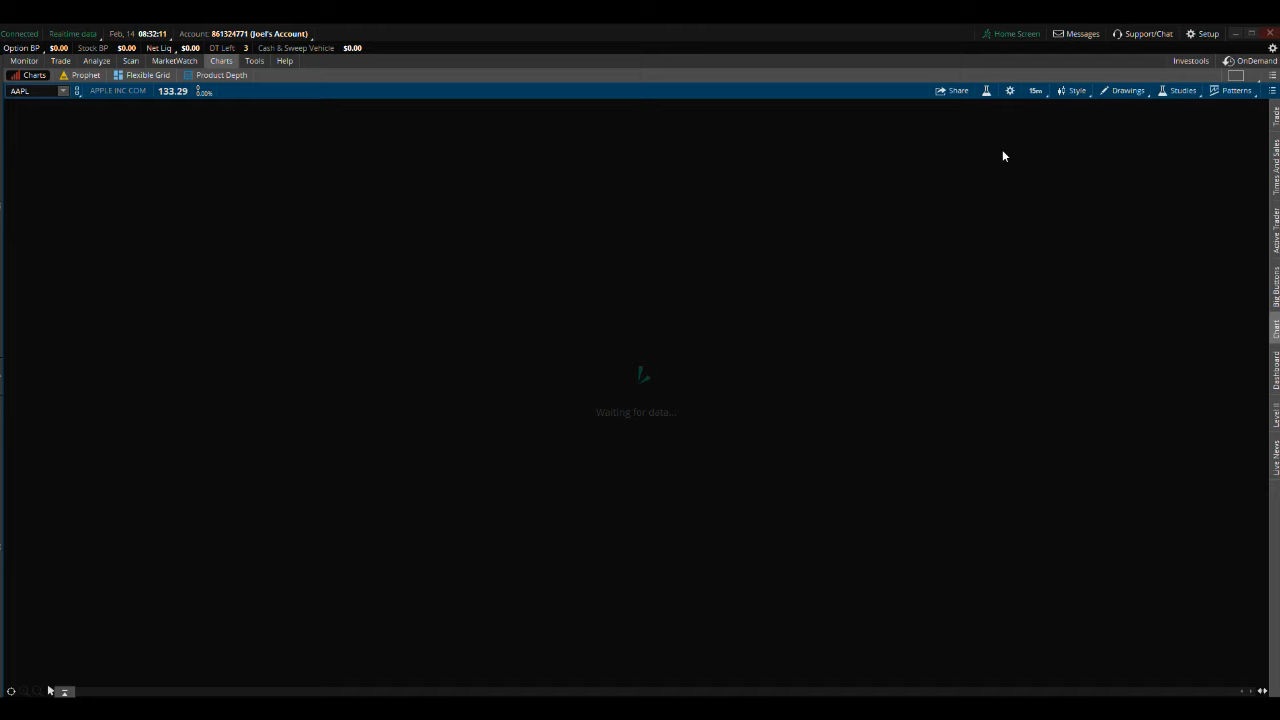 Connected Realtime data Feb, 14 08:32:11 Account: 861324771 (Joel's Account) Home Screen Messages Support/Chat Setup
Option BP $0.00 Stock BP $0.00 Net Liq $0.00 DT Left 3 Cash & Sweep Vehicle $0.00
Monitor Trade Analyze Scan MarketWatch Charts Tools Help Investools OnDemand
Charts Prophet Flexible Grid Product Depth
AAPL APPLE INC COM 133.29 0 0.00% Share 15m Style Drawings Studies Patterns
Trade
Times And Sales
Active Trader
Big Buttons
Chart
Dashboard
Level II
Live News
Waiting for data...